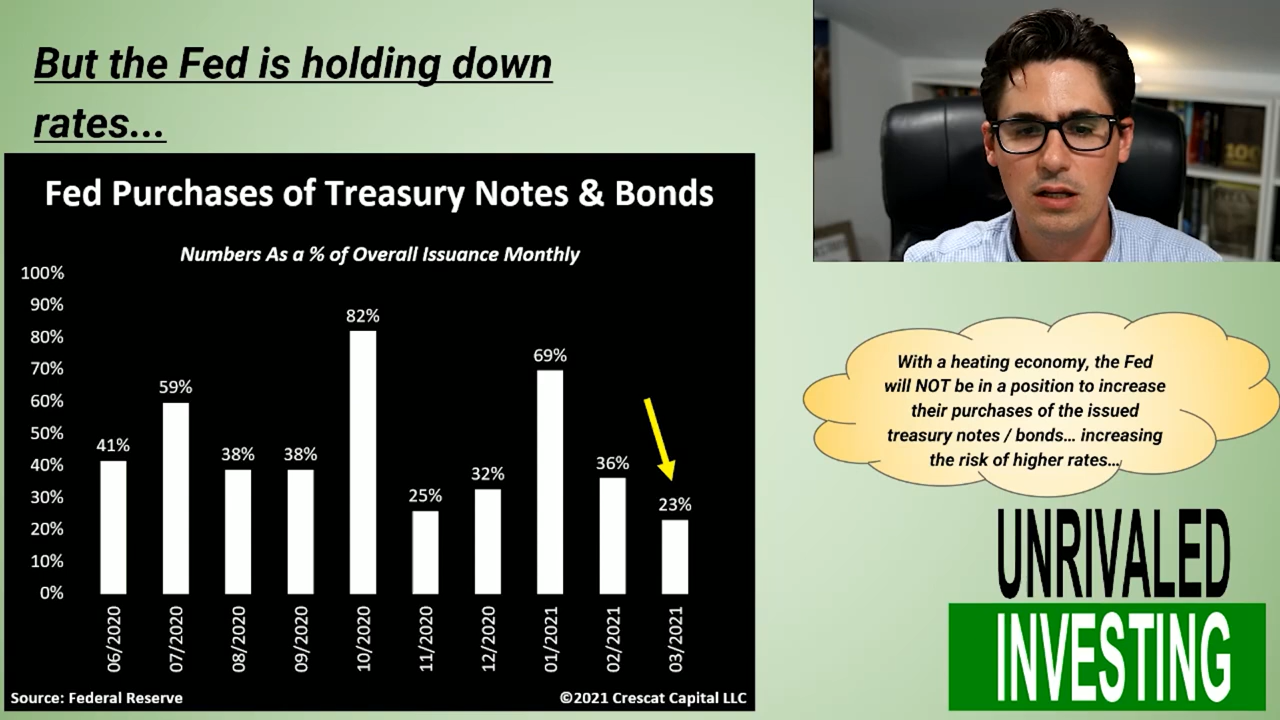 But the Fed is holding down
rates...
Fed Purchases of Treasury Notes & Bonds
Numbers As a % of Overall Issuance Monthly
100%
90%
80%
70%
60%
50%
40%
30%
20%
10%
0%
41%
59%
38%
38%
82%
25%
32%
69%
36%
23%
06/2020
07/2020
08/2020
09/2020
10/2020
11/2020
12/2020
01/2021
02/2021
03/2021
Source: Federal Reserve
©2021 Crescat Capital LLC
With a heating economy, the Fed
will NOT be in a position to increase
their purchases of the issued
treasury notes / bonds... increasing
the risk of higher rates...
UNRIVALED
INVESTING